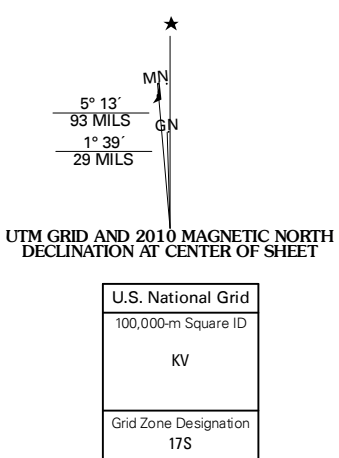 ★
MN
5° 13´
93 MILS
GN
1° 39´
29 MILS
UTM GRID AND 2010 MAGNETIC NORTH
DECLINATION AT CENTER OF SHEET
U.S. National Grid
100,000-m Square ID
KV
Grid Zone Designation
17S